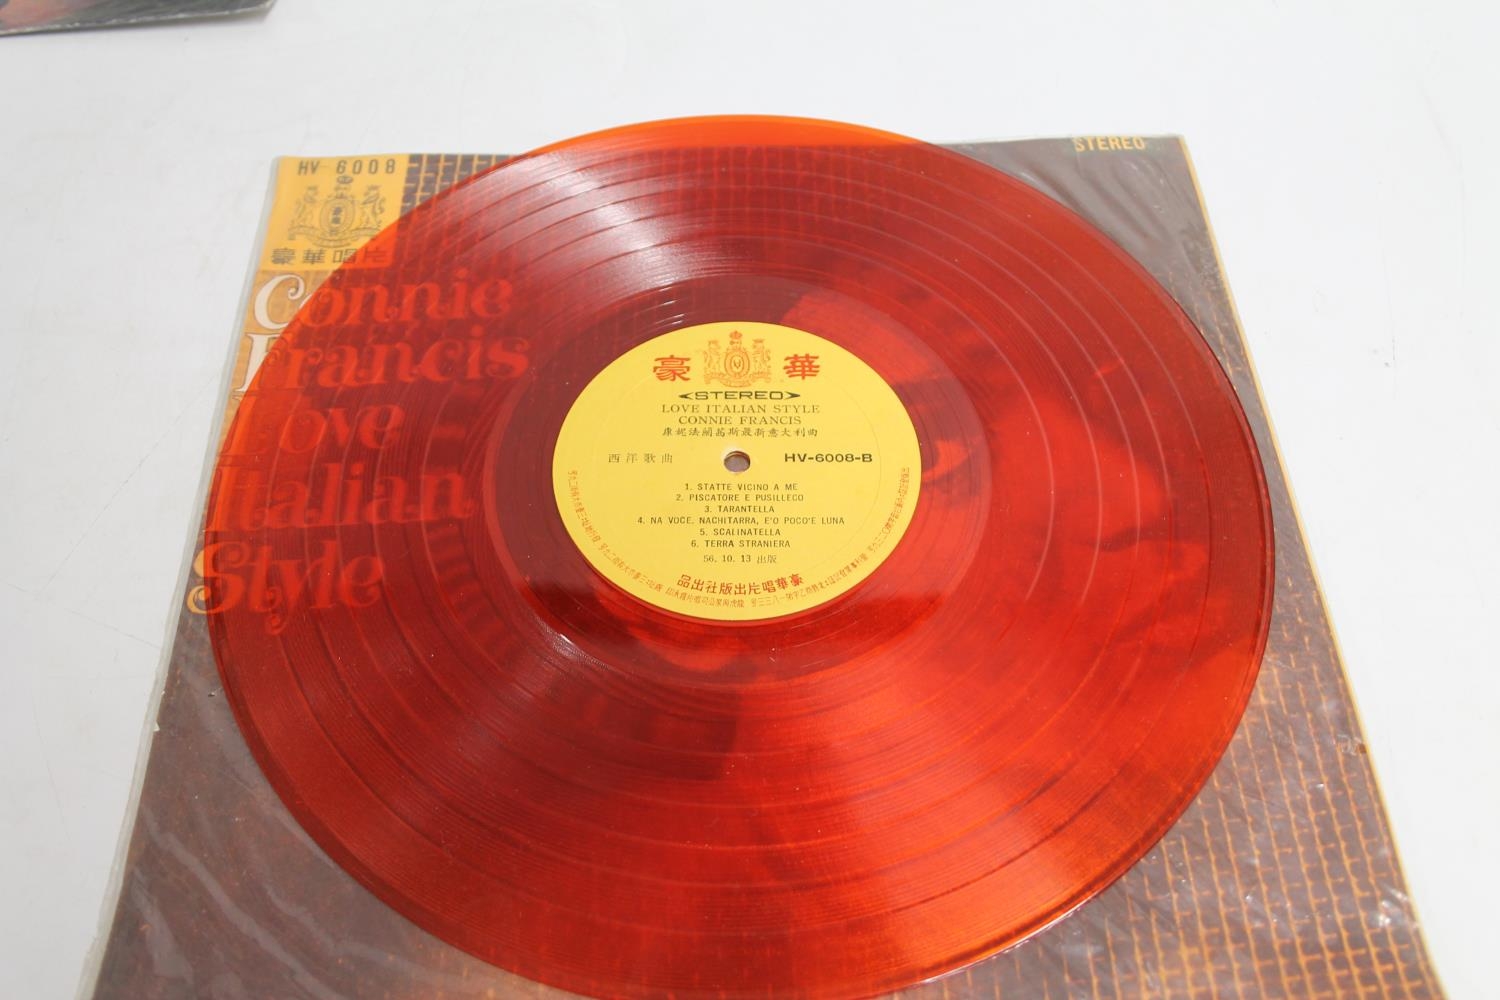 HV-6008
豪華唱片
STEREO
Connie
Francis
Love
Italian
Style
豪 華
<STEREO>
LOVE ITALIAN STYLE
CONNIE FRANCIS
康妮法蘭茜斯最新意大利曲
西洋歌曲 HV-6008-B
1. STATTE VICINO A ME
2. PISCATORE E PUSILLECO
3. TARANTELLA
4. NA VOCE, NACHITARRA, E'O POCO'E LUNA
5. SCALINATELLA
6. TERRA STRANIERA
56. 10. 13 出版
豪華唱片出版社出品